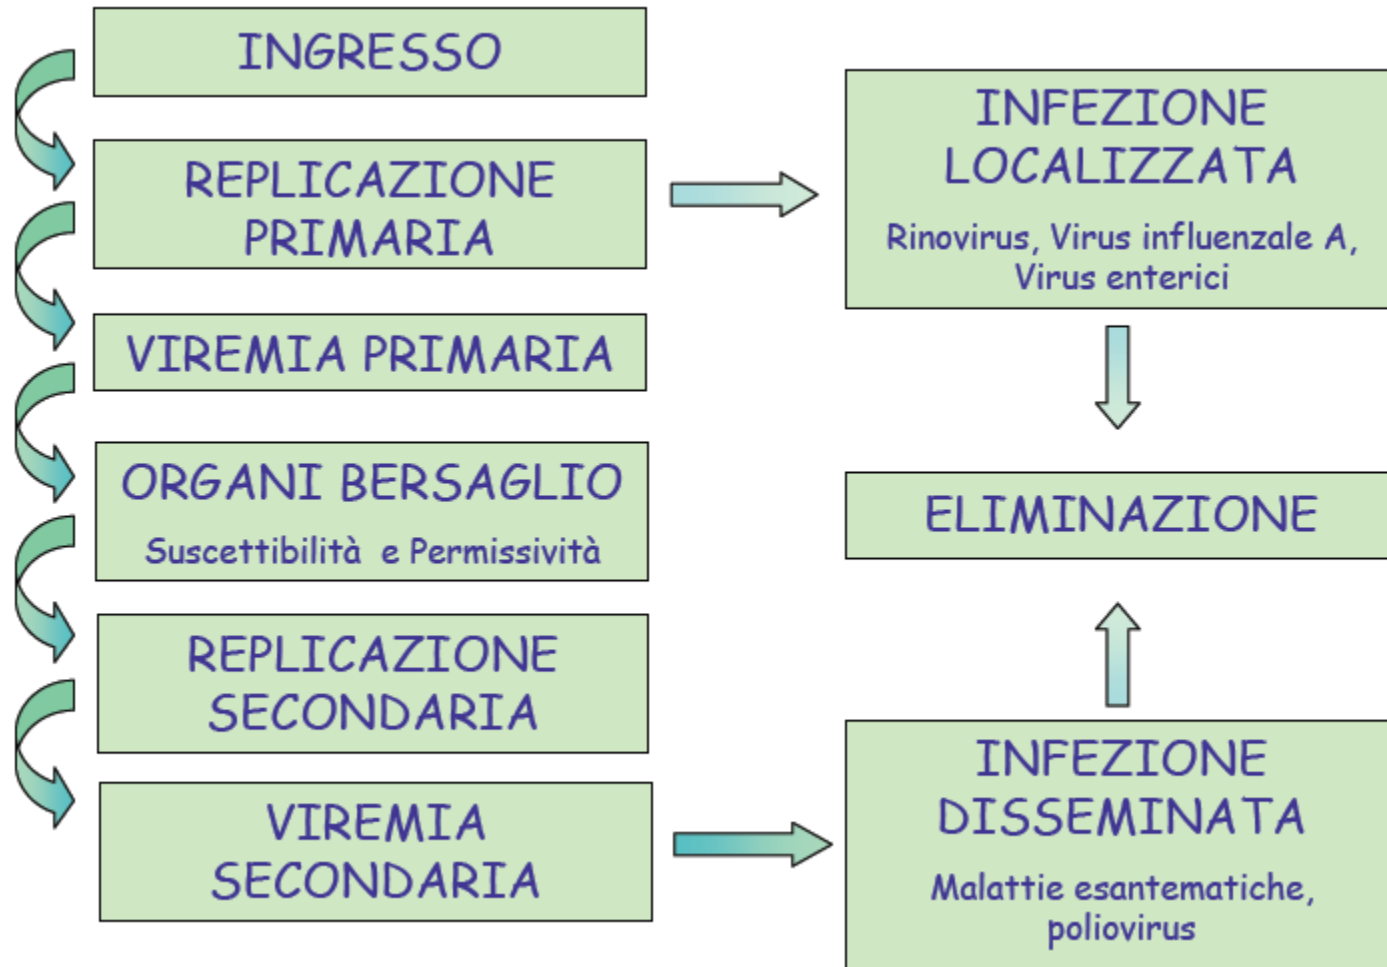 INGRESSO
REPLICAZIONE
PRIMARIA
VIREMIA PRIMARIA
ORGANI BERSAGLIO
Suscettibilità e Permissività
REPLICAZIONE
SECONDARIA
VIREMIA
SECONDARIA
INFEZIONE
LOCALIZZATA
Rinovirus, Virus influenzale A,
Virus enterici
ELIMINAZIONE
INFEZIONE
DISSEMINATA
Malattie esantematiche,
poliovirus